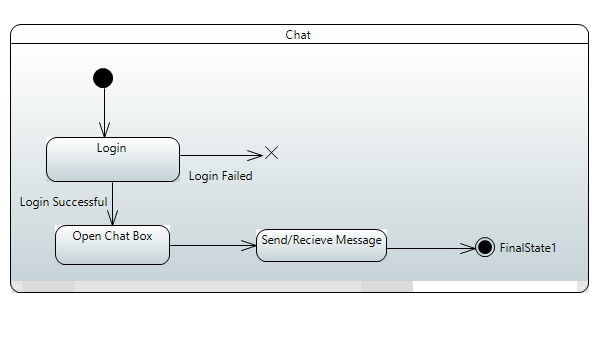 Chat
Login
Login Failed
Login Successful
Open Chat Box
Send/Recieve Message
FinalState1